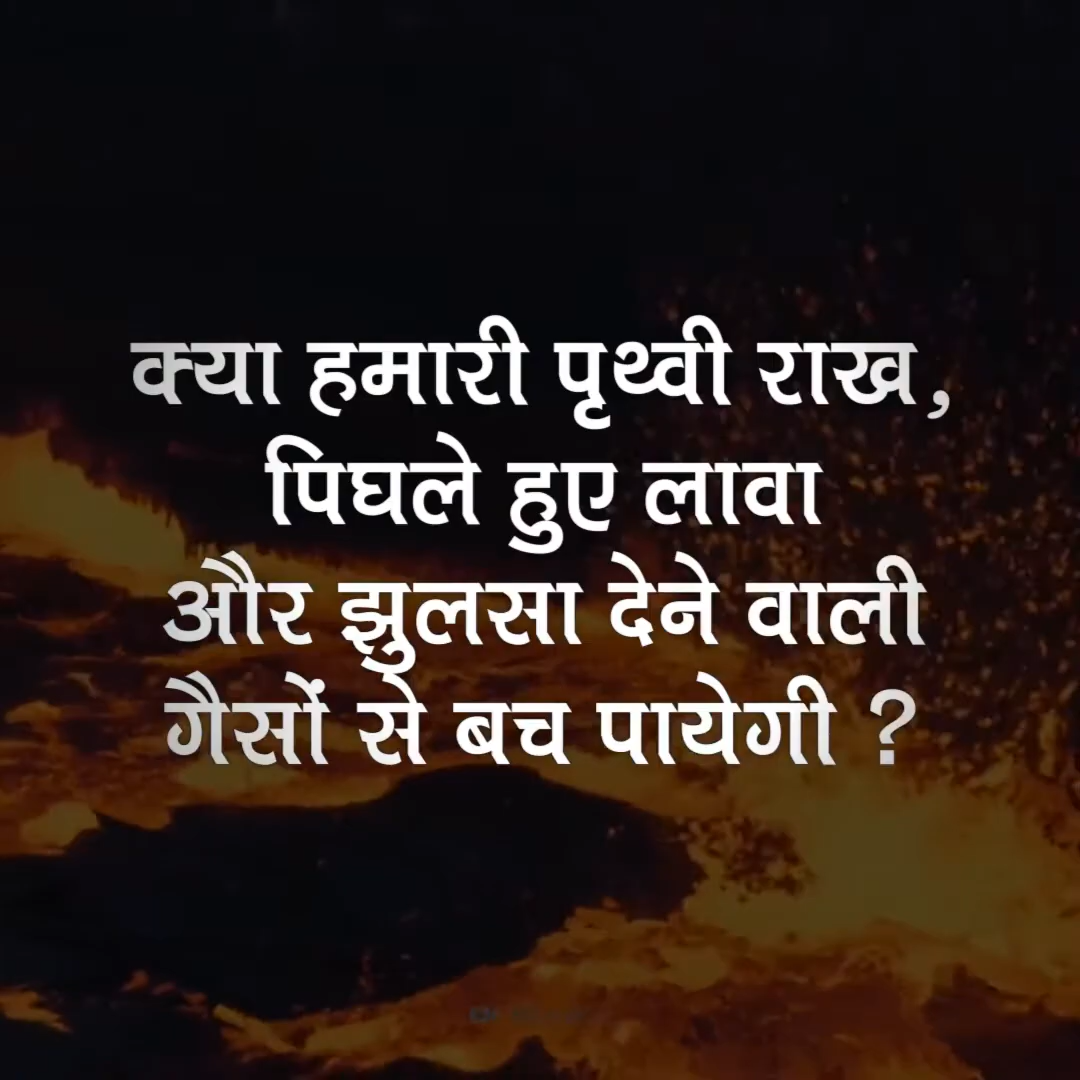 क्या हमारी पृथ्वी राख,
पिघले हुए लावा
और झुलसा देने वाली
गैसों से बच पायेगी ?